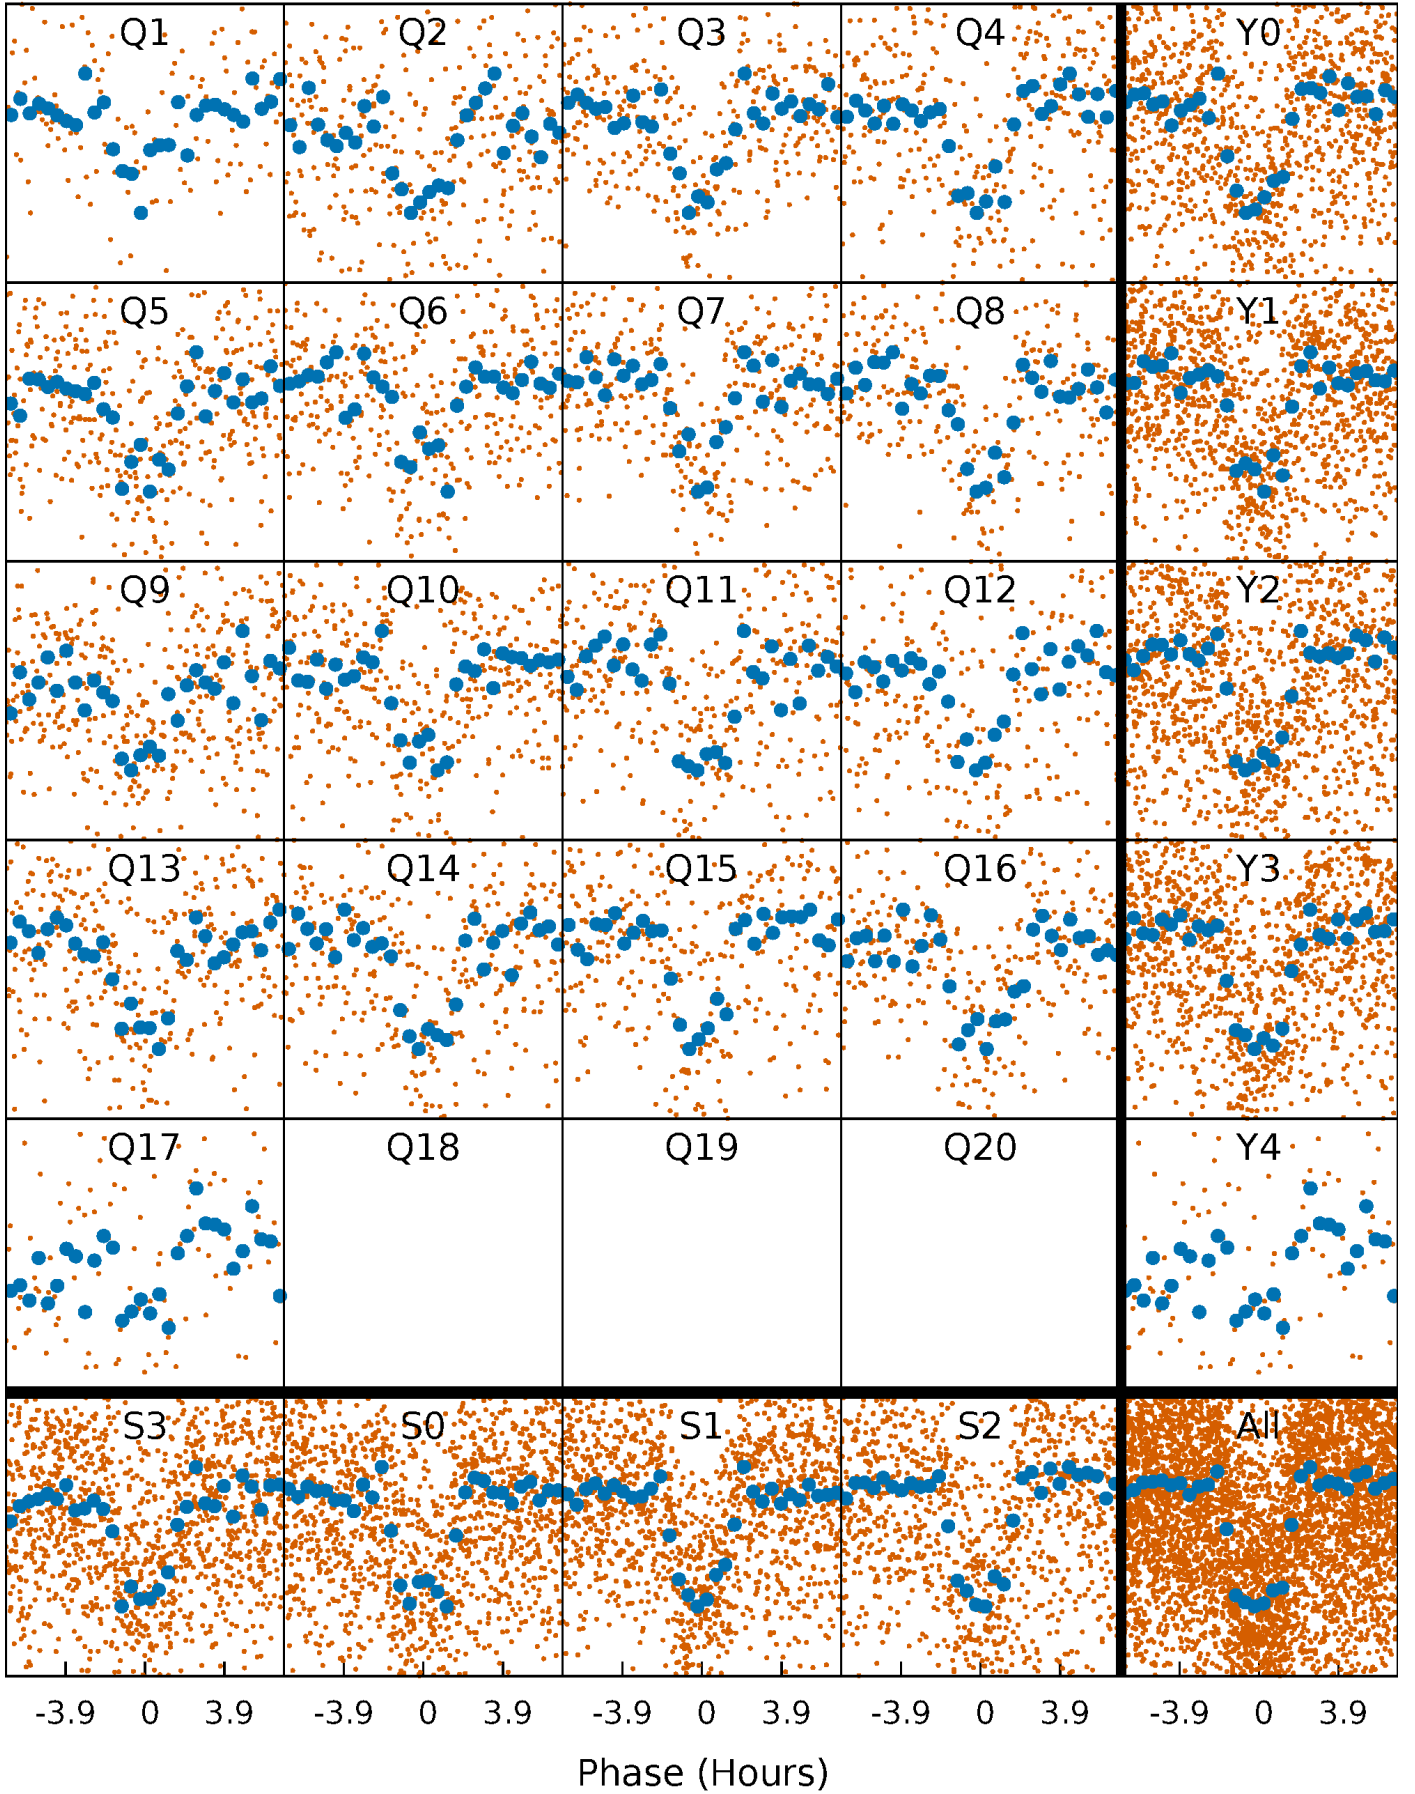 Q1 Q2 Q3 Q4 Y0
Q5 Q6 Q7 Q8 Y1
Q9 Q10 Q11 Q12 Y2
Q13 Q14 Q15 Q16 Y3
Q17 Q18 Q19 Q20 Y4
S3 S0 S1 S2 All
-3.9 0 3.9 -3.9 0 3.9 -3.9 0 3.9 -3.9 0 3.9 -3.9 0 3.9
Phase (Hours)